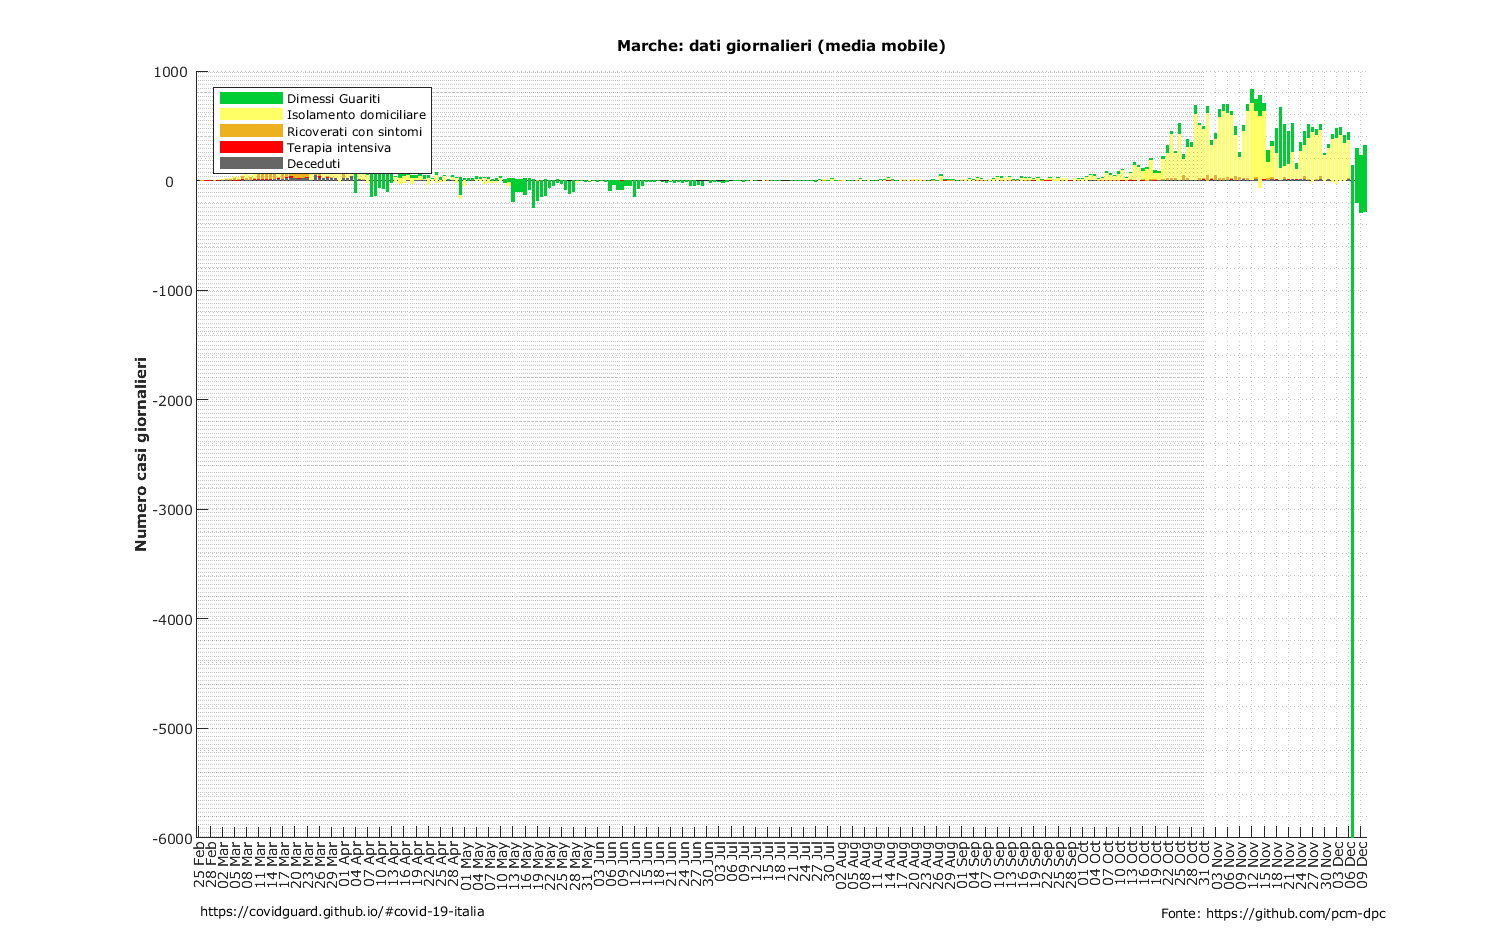 Marche: dati giornalieri (media mobile)
Dimessi Guariti
Isolamento domiciliare
Ricoverati con sintomi
Terapia intensiva
Deceduti
Numero casi giornalieri
1000
0
-1000
-2000
-3000
-4000
-5000
-6000
25 Feb
28 Feb
02 Mar
05 Mar
08 Mar
11 Mar
14 Mar
17 Mar
20 Mar
23 Mar
26 Mar
29 Mar
01 Apr
04 Apr
07 Apr
10 Apr
13 Apr
16 Apr
19 Apr
22 Apr
25 Apr
28 Apr
01 May
04 May
07 May
10 May
13 May
16 May
19 May
22 May
25 May
28 May
31 May
03 Jun
06 Jun
09 Jun
12 Jun
15 Jun
18 Jun
21 Jun
24 Jun
27 Jun
30 Jun
03 Jul
06 Jul
09 Jul
12 Jul
15 Jul
18 Jul
21 Jul
24 Jul
27 Jul
30 Jul
02 Aug
05 Aug
08 Aug
11 Aug
14 Aug
17 Aug
20 Aug
23 Aug
26 Aug
29 Aug
01 Sep
04 Sep
07 Sep
10 Sep
13 Sep
16 Sep
19 Sep
22 Sep
25 Sep
28 Sep
01 Oct
04 Oct
07 Oct
10 Oct
13 Oct
16 Oct
19 Oct
22 Oct
25 Oct
28 Oct
31 Oct
03 Nov
06 Nov
09 Nov
12 Nov
15 Nov
18 Nov
21 Nov
24 Nov
27 Nov
30 Nov
03 Dec
06 Dec
09 Dec
https://covidguard.github.io/#covid-19-italia
Fonte: https://github.com/pcm-dpc